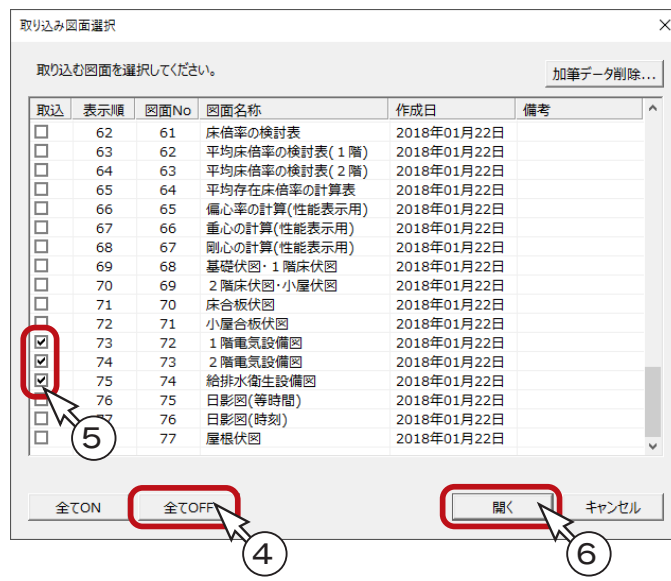 取り込み図面選択
取り込む図面を選択してください。
加筆データ削除...
取込 表示順 図面No 図面名称 作成日 備考
62 61 床倍率の検討表 2018年01月22日
63 62 平均床倍率の検討表(1階) 2018年01月22日
64 63 平均床倍率の検討表(2階) 2018年01月22日
65 64 平均存在床倍率の計算表 2018年01月22日
66 65 偏心率の計算(性能表示用) 2018年01月22日
67 66 重心の計算(性能表示用) 2018年01月22日
68 67 剛心の計算(性能表示用) 2018年01月22日
69 68 基礎伏図・1階床伏図 2018年01月22日
70 69 2階床伏図・小屋伏図 2018年01月22日
71 70 床合板伏図 2018年01月22日
72 71 小屋合板伏図 2018年01月22日
73 72 1階電気設備図 2018年01月22日
74 73 2階電気設備図 2018年01月22日
75 74 給排水衛生設備図 2018年01月22日
76 75 日影図(等時間) 2018年01月22日
77 76 日影図(時刻) 2018年01月22日
77 屋根伏図 2018年01月22日
⑤
全てON 全てOFF 開く キャンセル
④ ⑥